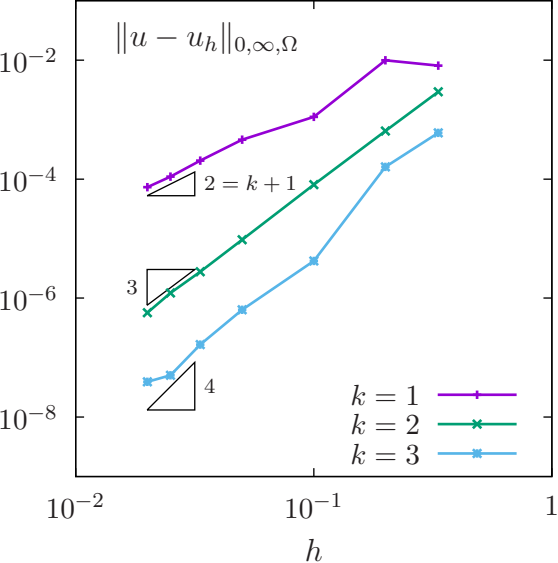 ‖u − u_h‖_{0,∞,Ω}
10^{−2}
10^{−4}
2 = k + 1
3
10^{−6}
4
10^{−8}
k = 1
k = 2
k = 3
10^{−2} 10^{−1} 1
h